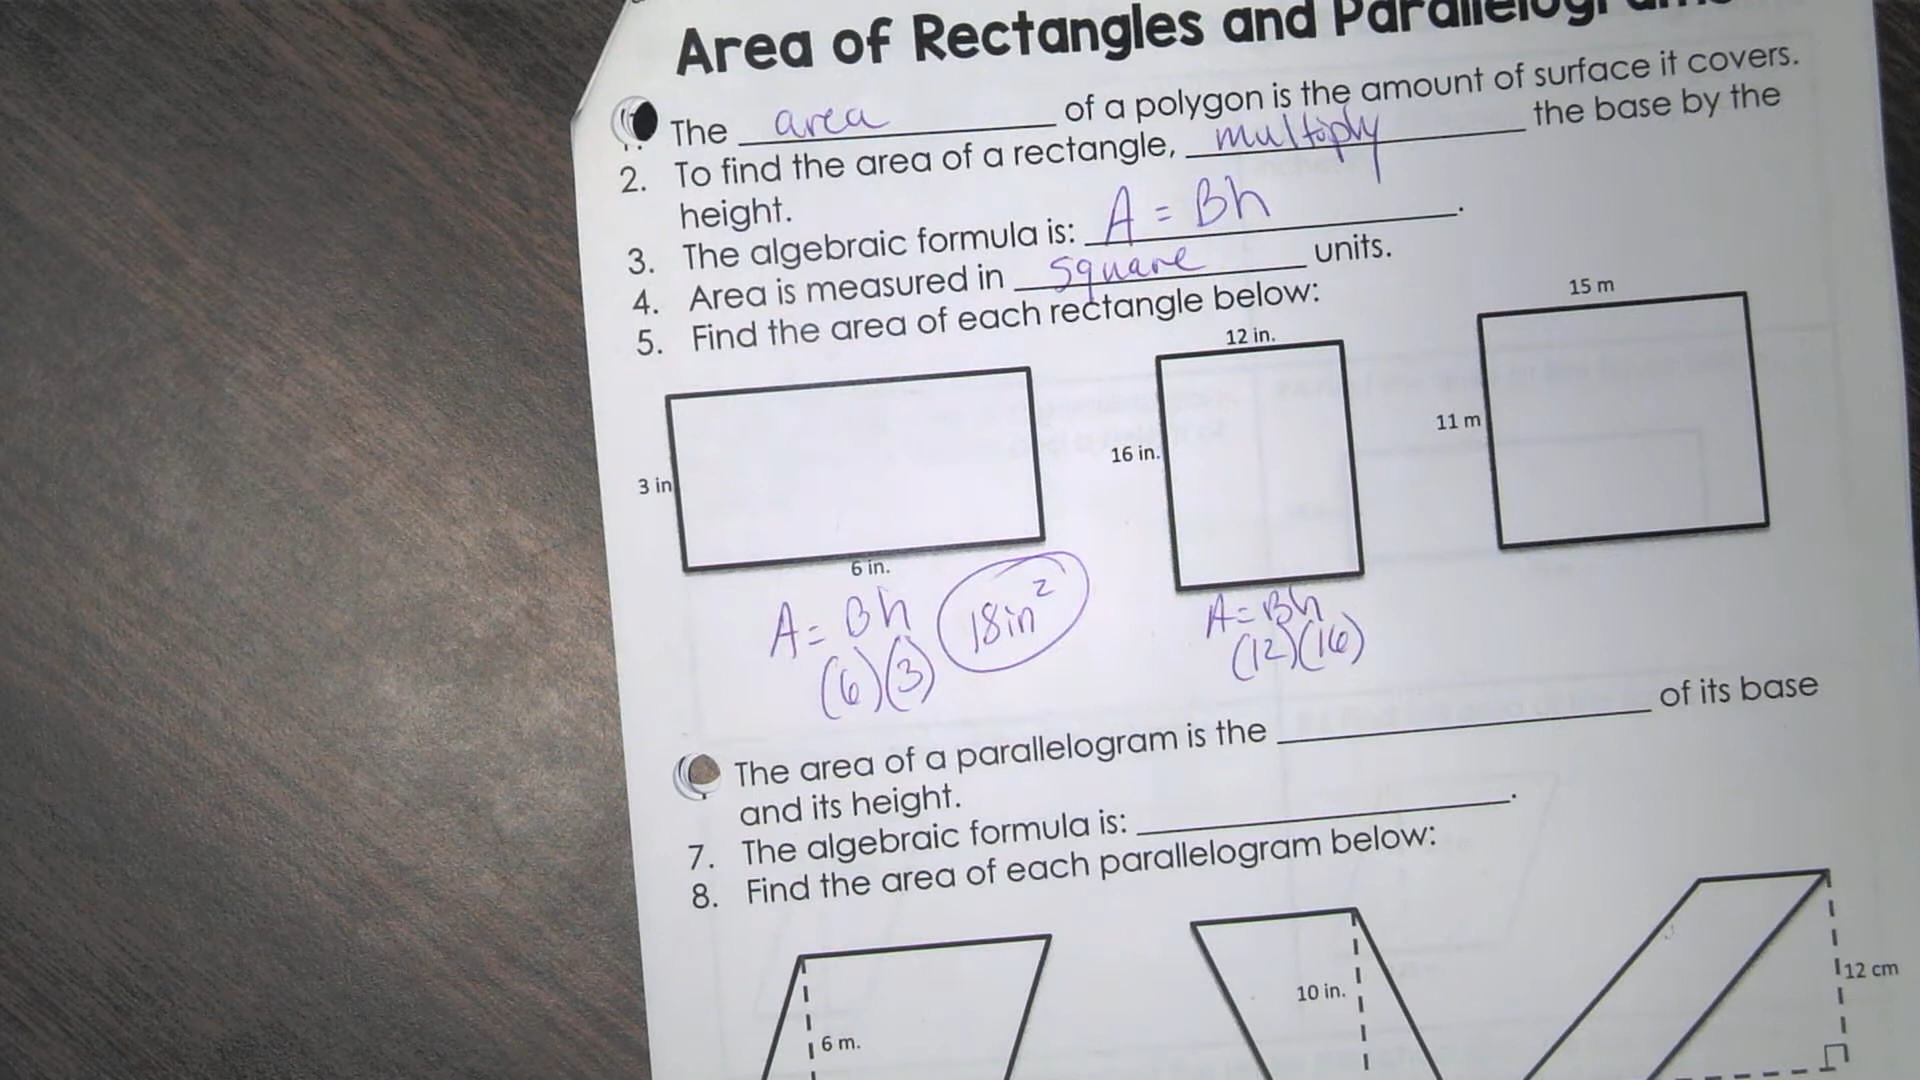 Area of Rectangles and Parallelograms
The area of a polygon is the amount of surface it covers.
2. To find the area of a rectangle, multiply the base by the
height.
3. The algebraic formula is: A = Bh.
4. Area is measured in square units.
5. Find the area of each rectangle below:
3 in
6 in.
A = Bh
(6)(3)
18in²
12 in.
16 in.
A = Bh
(12)(16)
15 m
11 m
The area of a parallelogram is the of its base
and its height.
7. The algebraic formula is: .
8. Find the area of each parallelogram below:
6 m.
10 in.
12 cm